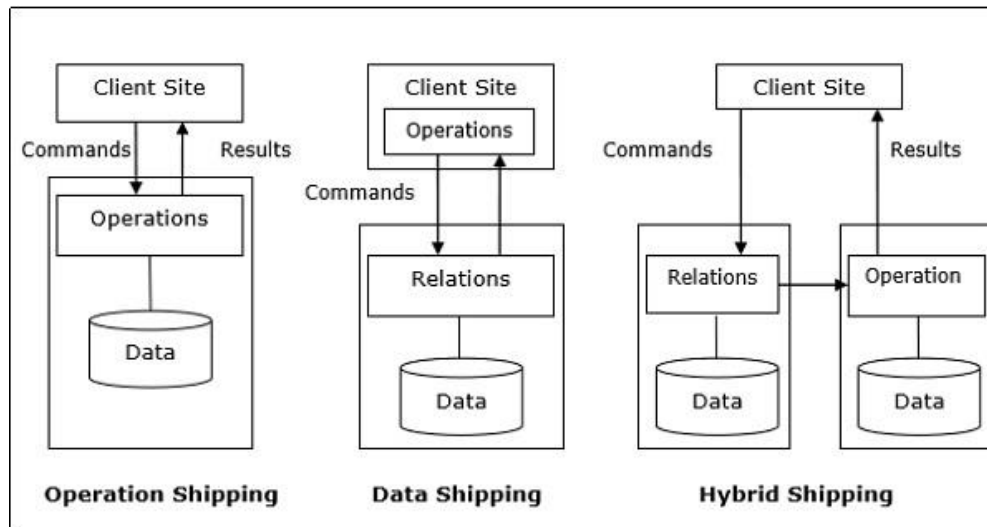 Client Site
Commands
Results
Operations
Data
Operation Shipping
Client Site
Operations
Commands
Relations
Data
Data Shipping
Client Site
Commands
Results
Relations
Operation
Data
Data
Hybrid Shipping